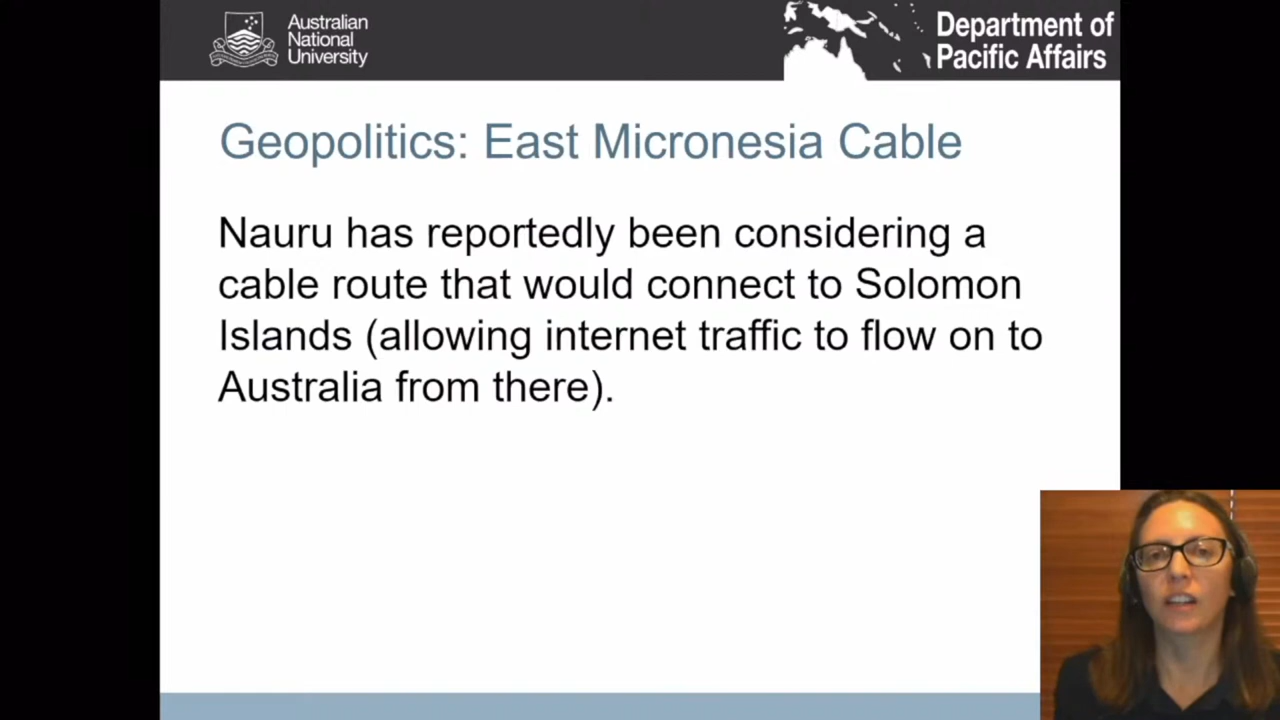 Australian
National
University
Department of
Pacific Affairs
Geopolitics: East Micronesia Cable
Nauru has reportedly been considering a
cable route that would connect to Solomon
Islands (allowing internet traffic to flow on to
Australia from there).